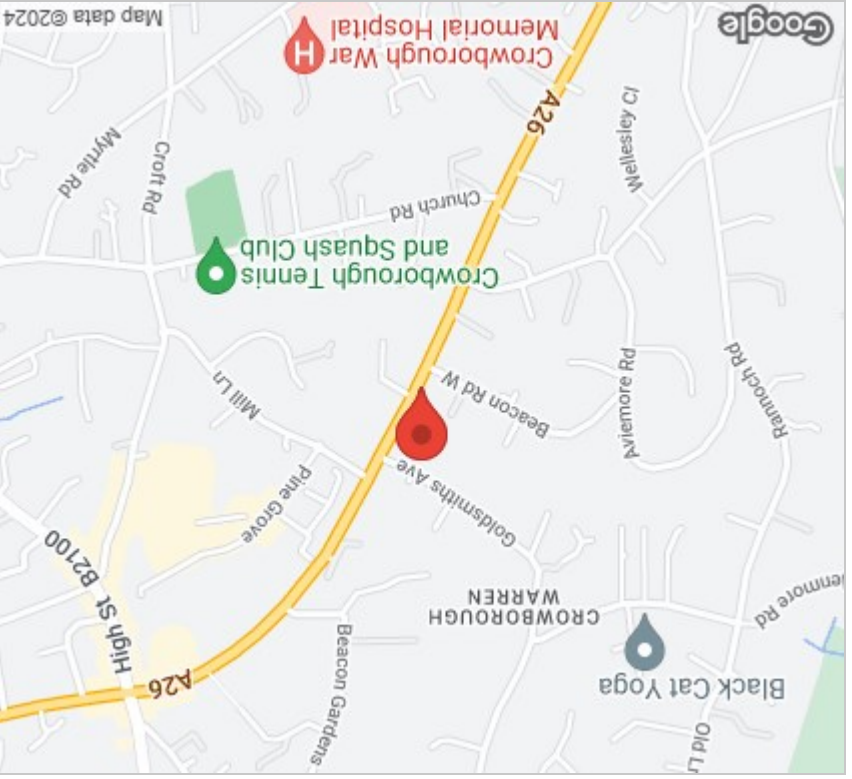 Old Ln
Black Cat Yoga
Beacon Gardens
A26
enmore Rd
CROWBOROUGH
WARREN
High St
B2100
Goldsmiths Ave
Pine Grove
Mill Ln
Beacon Rd W
Aviemore Rd
Rannoch Rd
Crowborough Tennis
and Squash Club
Church Rd
Croft Rd
Myrtle Rd
Wellesley Cl
A26
Crowborough War
Memorial Hospital
H
Google
Map data ©2024